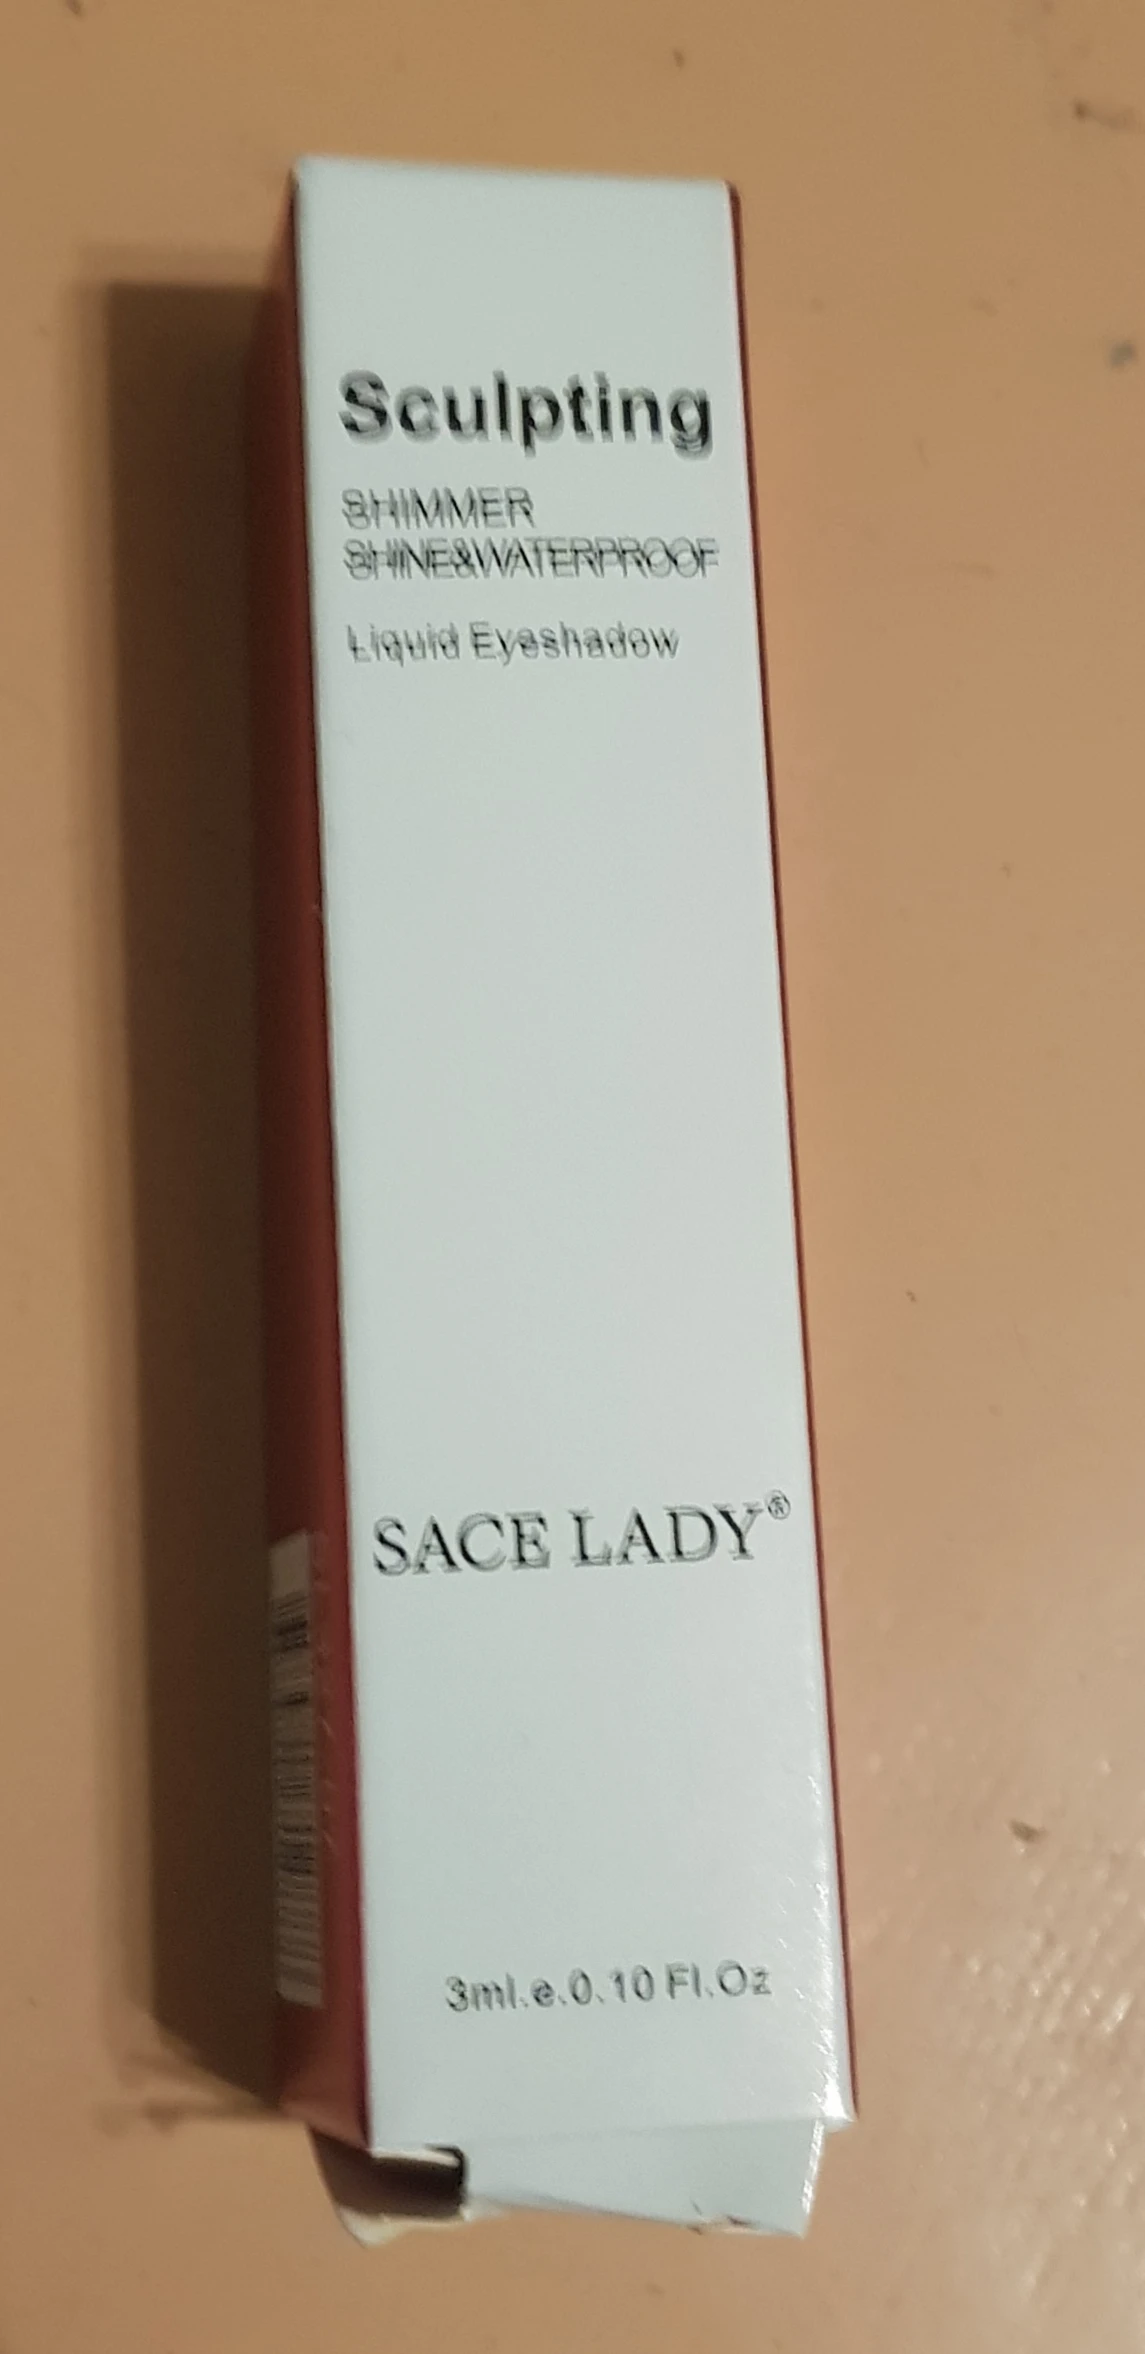 Sculpting
SHIMMER
SHINE&WATERPROOF
Liquid Eyeshadow
SACE LADY®
3ml.e.0.10 Fl.Oz